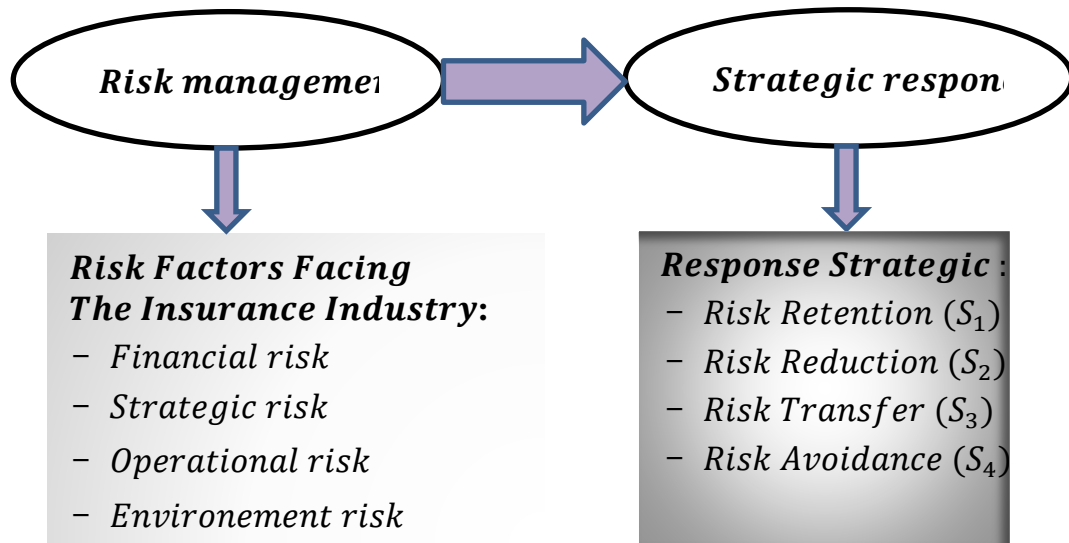 Risk managemer
Strategic respon
Risk Factors Facing
The Insurance Industry:
− Financial risk
− Strategic risk
− Operational risk
− Environement risk
Response Strategic :
− Risk Retention (S₁)
− Risk Reduction (S₂)
− Risk Transfer (S₃)
− Risk Avoidance (S₄)